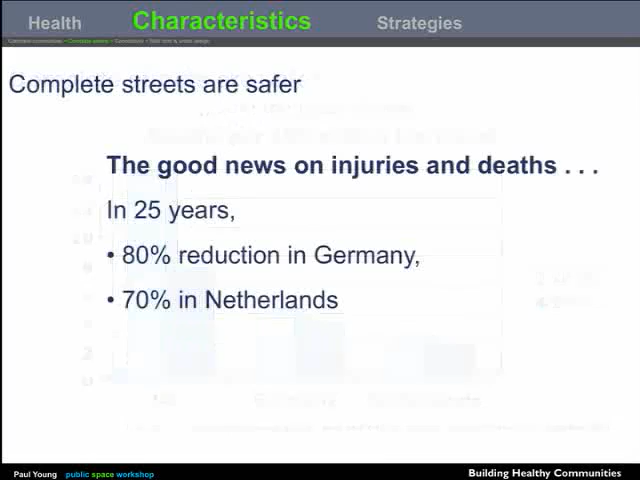 Health Characteristics Strategies
Complete streets are safer
The good news on injuries and deaths . . .
In 25 years,
• 80% reduction in Germany,
• 70% in Netherlands
Paul Young public space workshop Building Healthy Communities